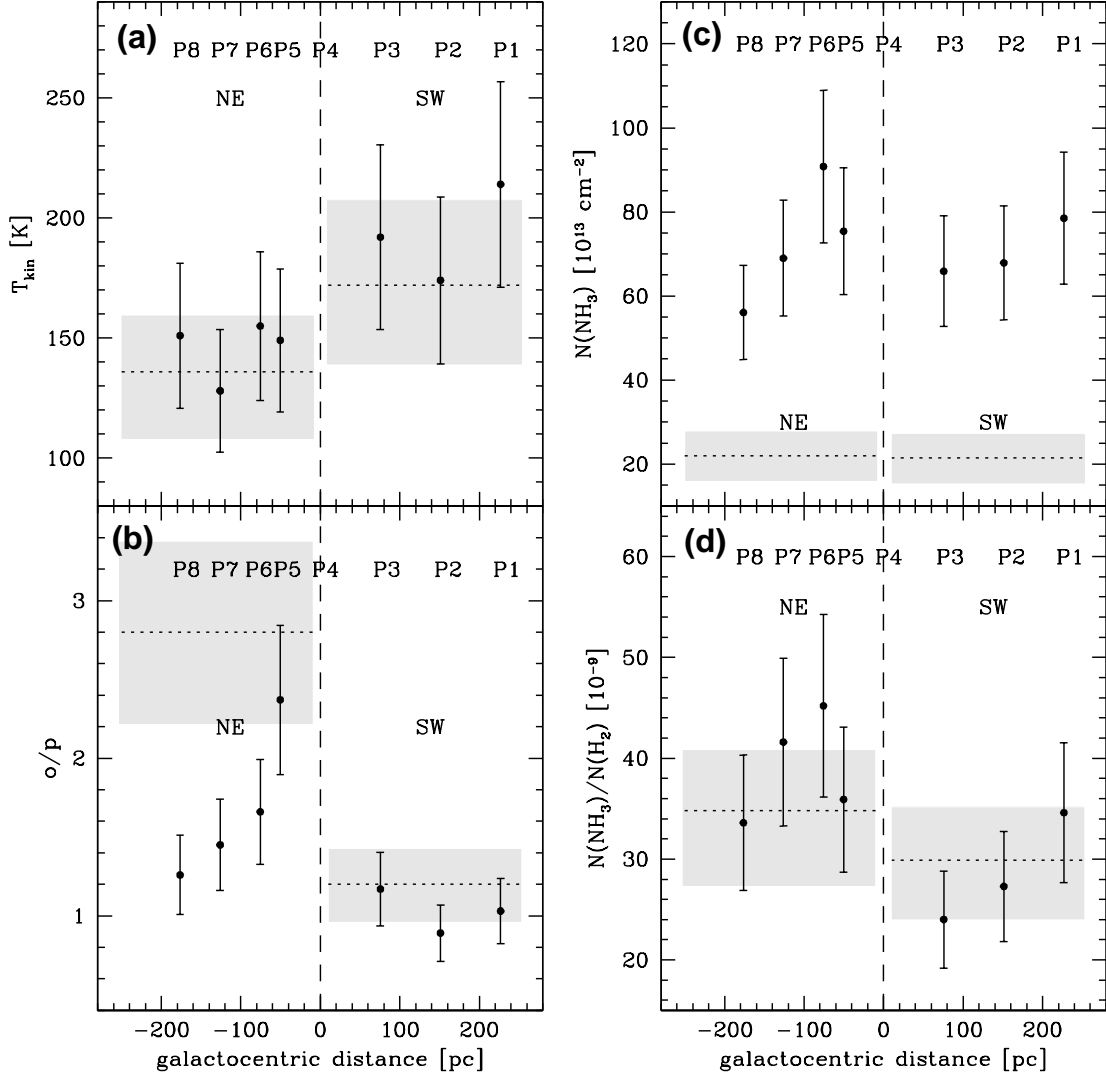 (a)
P8 P7 P6 P5 P4 P3 P2 P1
NE
SW
250
200
150
100
T_kin [K]
(b)
P8 P7 P6 P5 P4 P3 P2 P1
NE
SW
3
2
1
o/p
−200 −100 0 100 200
galactocentric distance [pc]
(c)
P8 P7 P6 P5 P4 P3 P2 P1
NE
SW
120
100
80
60
40
20
N(NH₃) [10¹³ cm⁻²]
(d)
P8 P7 P6 P5 P4 P3 P2 P1
NE
SW
60
50
40
30
20
N(NH₃)/N(H₂) [10⁻⁹]
−200 −100 0 100 200
galactocentric distance [pc]